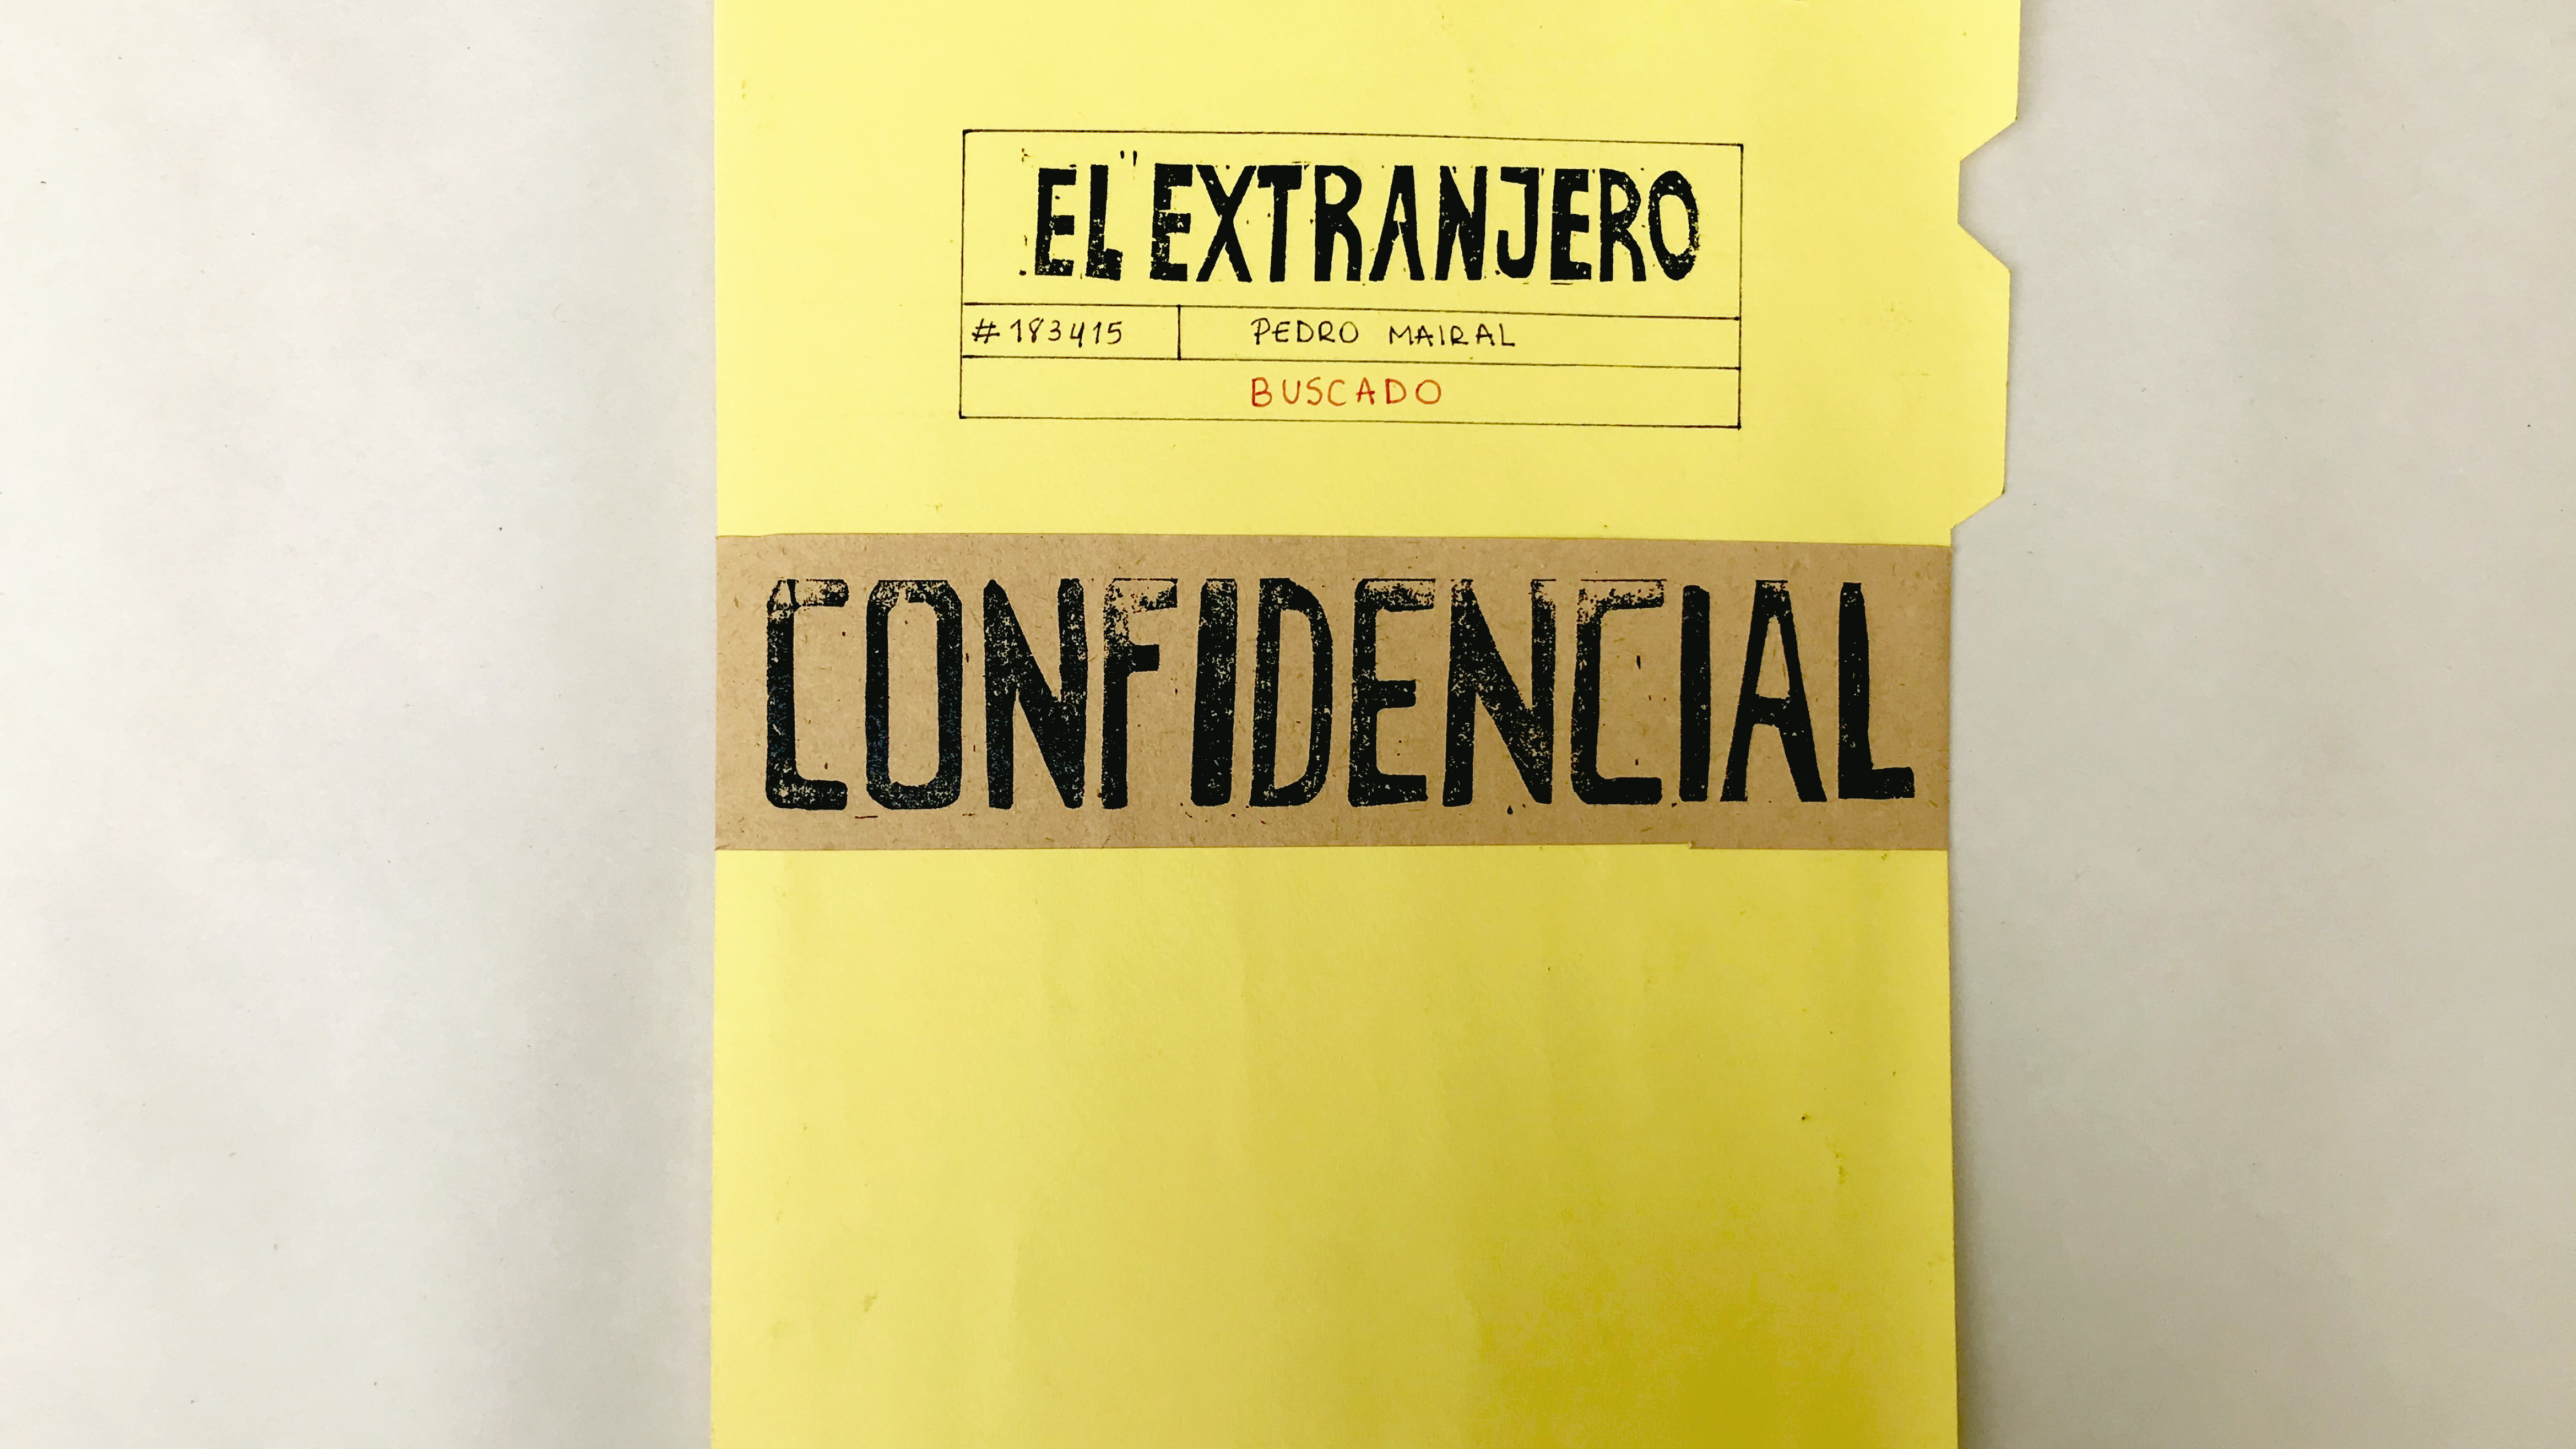 EL EXTRANJERO
#183415 PEDRO MAIRAL
BUSCADO
CONFIDENCIAL